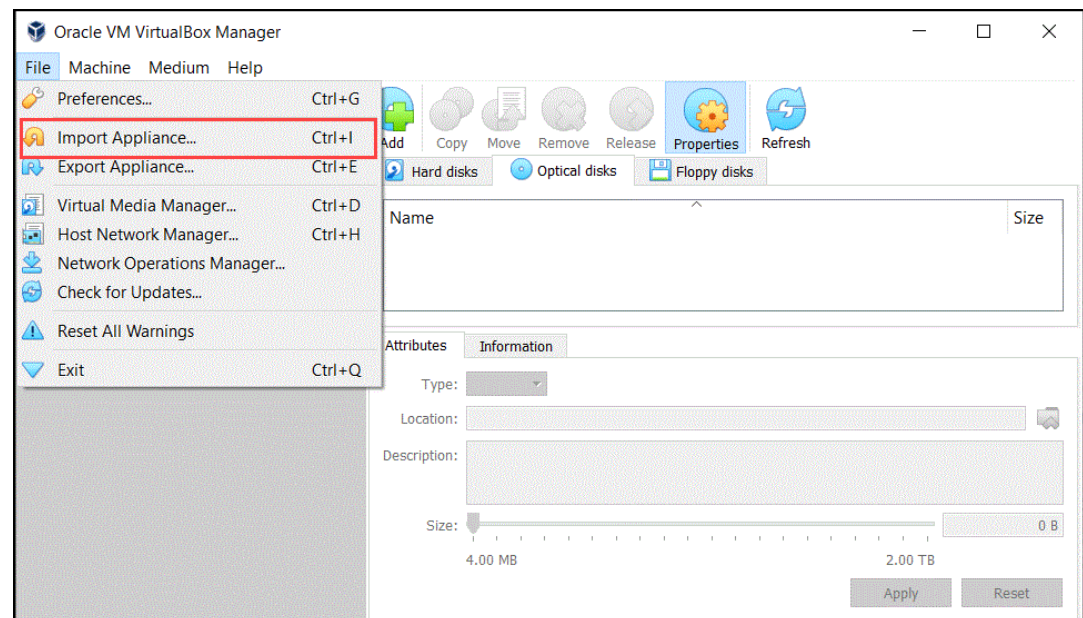 Oracle VM VirtualBox Manager
File Machine Medium Help
Preferences... Ctrl+G
Import Appliance... Ctrl+I
Export Appliance... Ctrl+E
Virtual Media Manager... Ctrl+D
Host Network Manager... Ctrl+H
Network Operations Manager...
Check for Updates...
Reset All Warnings
Exit Ctrl+Q
Add Copy Move Remove Release Properties Refresh
Hard disks Optical disks Floppy disks
Name Size
Attributes Information
Type:
Location:
Description:
Size: 0 B
4.00 MB 2.00 TB
Apply Reset